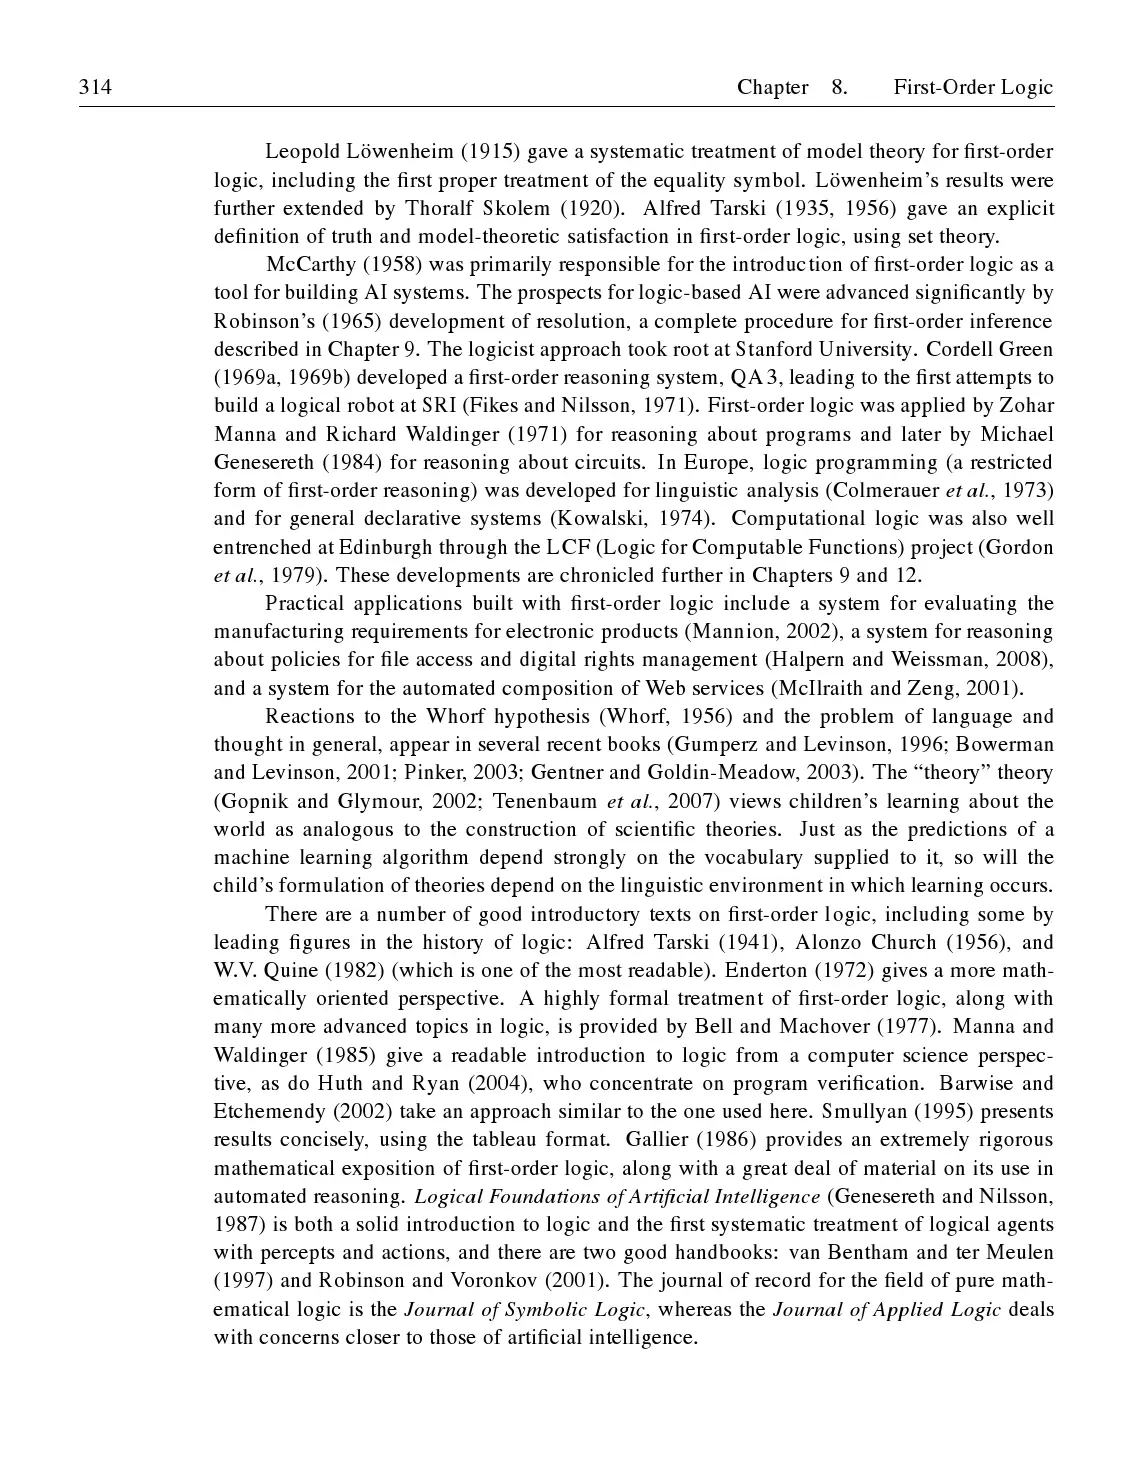 314 Chapter 8. First-Order Logic
Leopold Löwenheim (1915) gave a systematic treatment of model theory for first-order
logic, including the first proper treatment of the equality symbol. Löwenheim's results were
further extended by Thoralf Skolem (1920). Alfred Tarski (1935, 1956) gave an explicit
definition of truth and model-theoretic satisfaction in first-order logic, using set theory.
McCarthy (1958) was primarily responsible for the introduction of first-order logic as a
tool for building AI systems. The prospects for logic-based AI were advanced significantly by
Robinson's (1965) development of resolution, a complete procedure for first-order inference
described in Chapter 9. The logicist approach took root at Stanford University. Cordell Green
(1969a, 1969b) developed a first-order reasoning system, QA3, leading to the first attempts to
build a logical robot at SRI (Fikes and Nilsson, 1971). First-order logic was applied by Zohar
Manna and Richard Waldinger (1971) for reasoning about programs and later by Michael
Genesereth (1984) for reasoning about circuits. In Europe, logic programming (a restricted
form of first-order reasoning) was developed for linguistic analysis (Colmerauer et al., 1973)
and for general declarative systems (Kowalski, 1974). Computational logic was also well
entrenched at Edinburgh through the LCF (Logic for Computable Functions) project (Gordon
et al., 1979). These developments are chronicled further in Chapters 9 and 12.
Practical applications built with first-order logic include a system for evaluating the
manufacturing requirements for electronic products (Mannion, 2002), a system for reasoning
about policies for file access and digital rights management (Halpern and Weissman, 2008),
and a system for the automated composition of Web services (McIlraith and Zeng, 2001).
Reactions to the Whorf hypothesis (Whorf, 1956) and the problem of language and
thought in general, appear in several recent books (Gumperz and Levinson, 1996; Bowerman
and Levinson, 2001; Pinker, 2003; Gentner and Goldin-Meadow, 2003). The “theory” theory
(Gopnik and Glymour, 2002; Tenenbaum et al., 2007) views children's learning about the
world as analogous to the construction of scientific theories. Just as the predictions of a
machine learning algorithm depend strongly on the vocabulary supplied to it, so will the
child's formulation of theories depend on the linguistic environment in which learning occurs.
There are a number of good introductory texts on first-order logic, including some by
leading figures in the history of logic: Alfred Tarski (1941), Alonzo Church (1956), and
W.V. Quine (1982) (which is one of the most readable). Enderton (1972) gives a more math-
ematically oriented perspective. A highly formal treatment of first-order logic, along with
many more advanced topics in logic, is provided by Bell and Machover (1977). Manna and
Waldinger (1985) give a readable introduction to logic from a computer science perspec-
tive, as do Huth and Ryan (2004), who concentrate on program verification. Barwise and
Etchemendy (2002) take an approach similar to the one used here. Smullyan (1995) presents
results concisely, using the tableau format. Gallier (1986) provides an extremely rigorous
mathematical exposition of first-order logic, along with a great deal of material on its use in
automated reasoning. Logical Foundations of Artificial Intelligence (Genesereth and Nilsson,
1987) is both a solid introduction to logic and the first systematic treatment of logical agents
with percepts and actions, and there are two good handbooks: van Bentham and ter Meulen
(1997) and Robinson and Voronkov (2001). The journal of record for the field of pure math-
ematical logic is the Journal of Symbolic Logic, whereas the Journal of Applied Logic deals
with concerns closer to those of artificial intelligence.